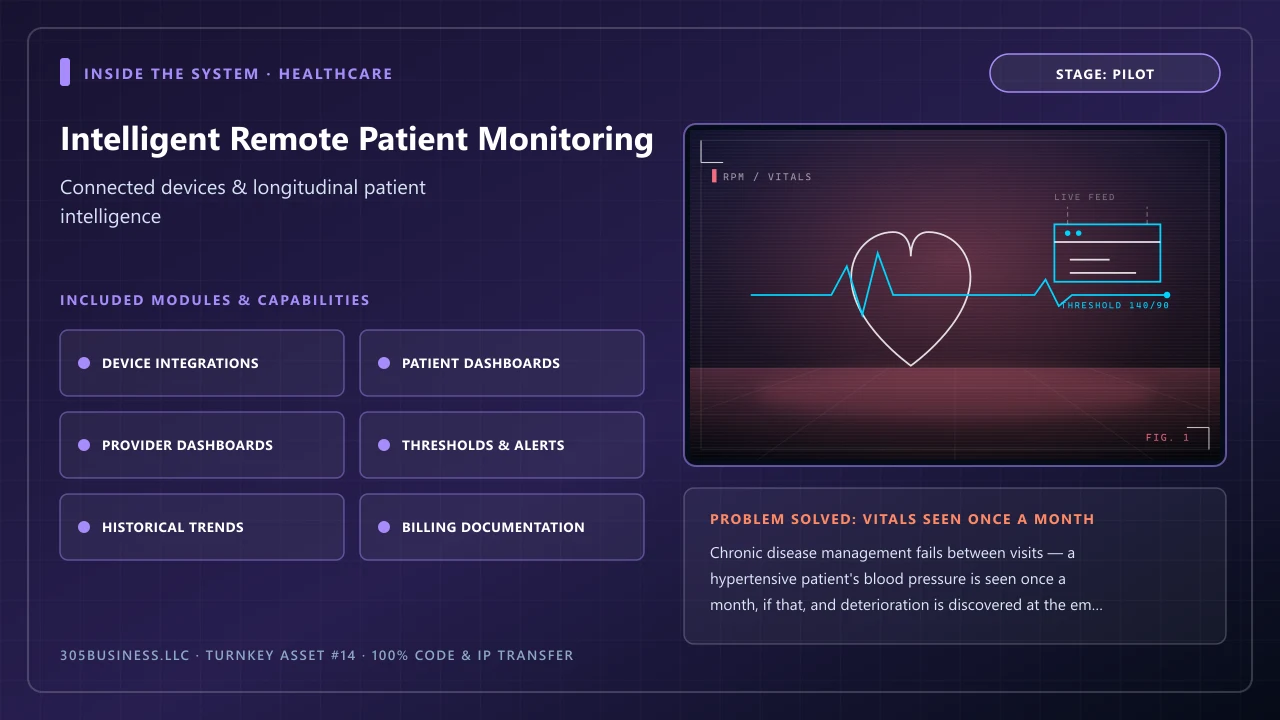 INSIDE THE SYSTEM · HEALTHCARE
STAGE: PILOT
Intelligent Remote Patient Monitoring
Connected devices & longitudinal patient
intelligence
INCLUDED MODULES & CAPABILITIES
DEVICE INTEGRATIONS
PATIENT DASHBOARDS
PROVIDER DASHBOARDS
THRESHOLDS & ALERTS
HISTORICAL TRENDS
BILLING DOCUMENTATION
RPM / VITALS
LIVE FEED
THRESHOLD 140/90
FIG. 1
PROBLEM SOLVED: VITALS SEEN ONCE A MONTH
Chronic disease management fails between visits — a
hypertensive patient's blood pressure is seen once a
month, if that, and deterioration is discovered at the em...
305BUSINESS.LLC · TURNKEY ASSET #14 · 100% CODE & IP TRANSFER